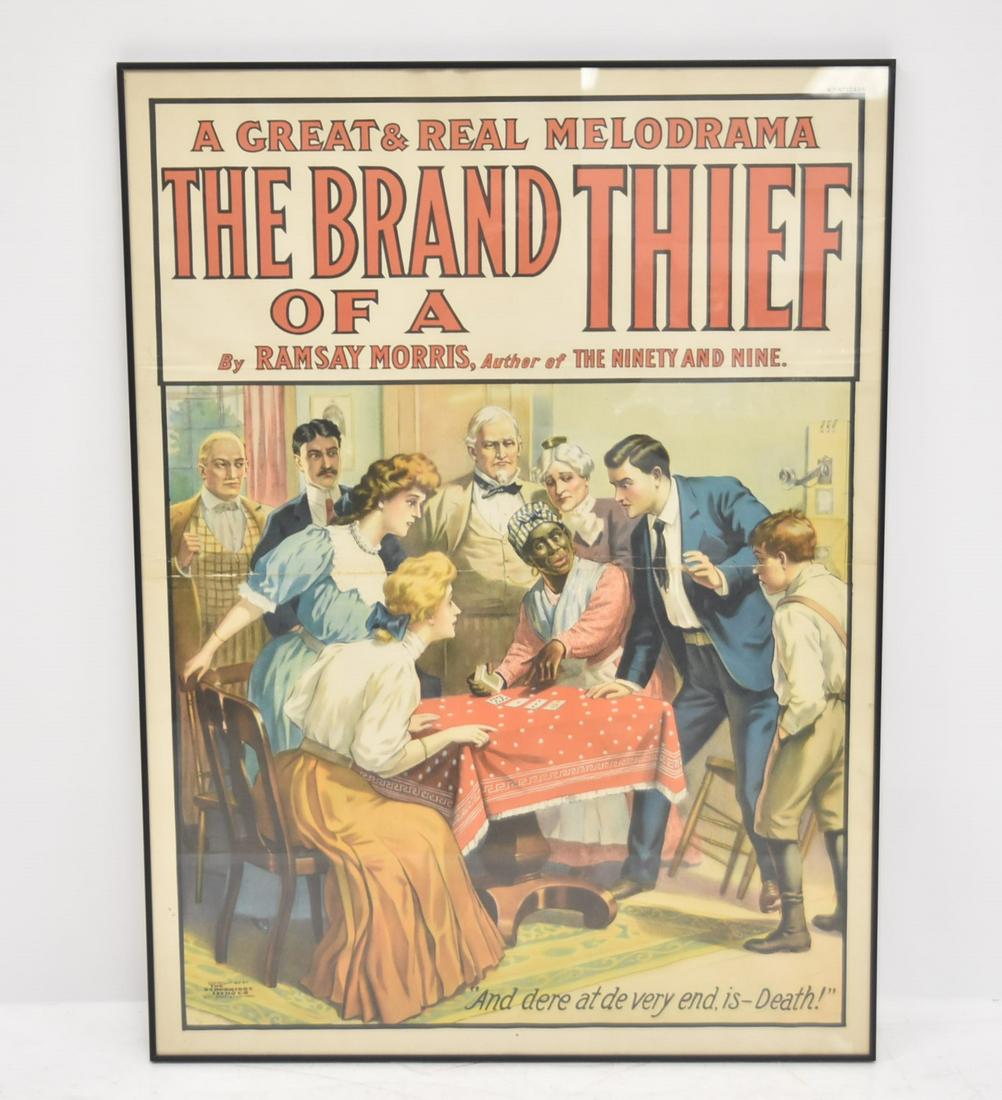 A GREAT & REAL MELODRAMA
THE BRAND
OF A
THIEF
By RAMSAY MORRIS, Author of THE NINETY AND NINE.
THE
"And dere at de very end, is—Death!"